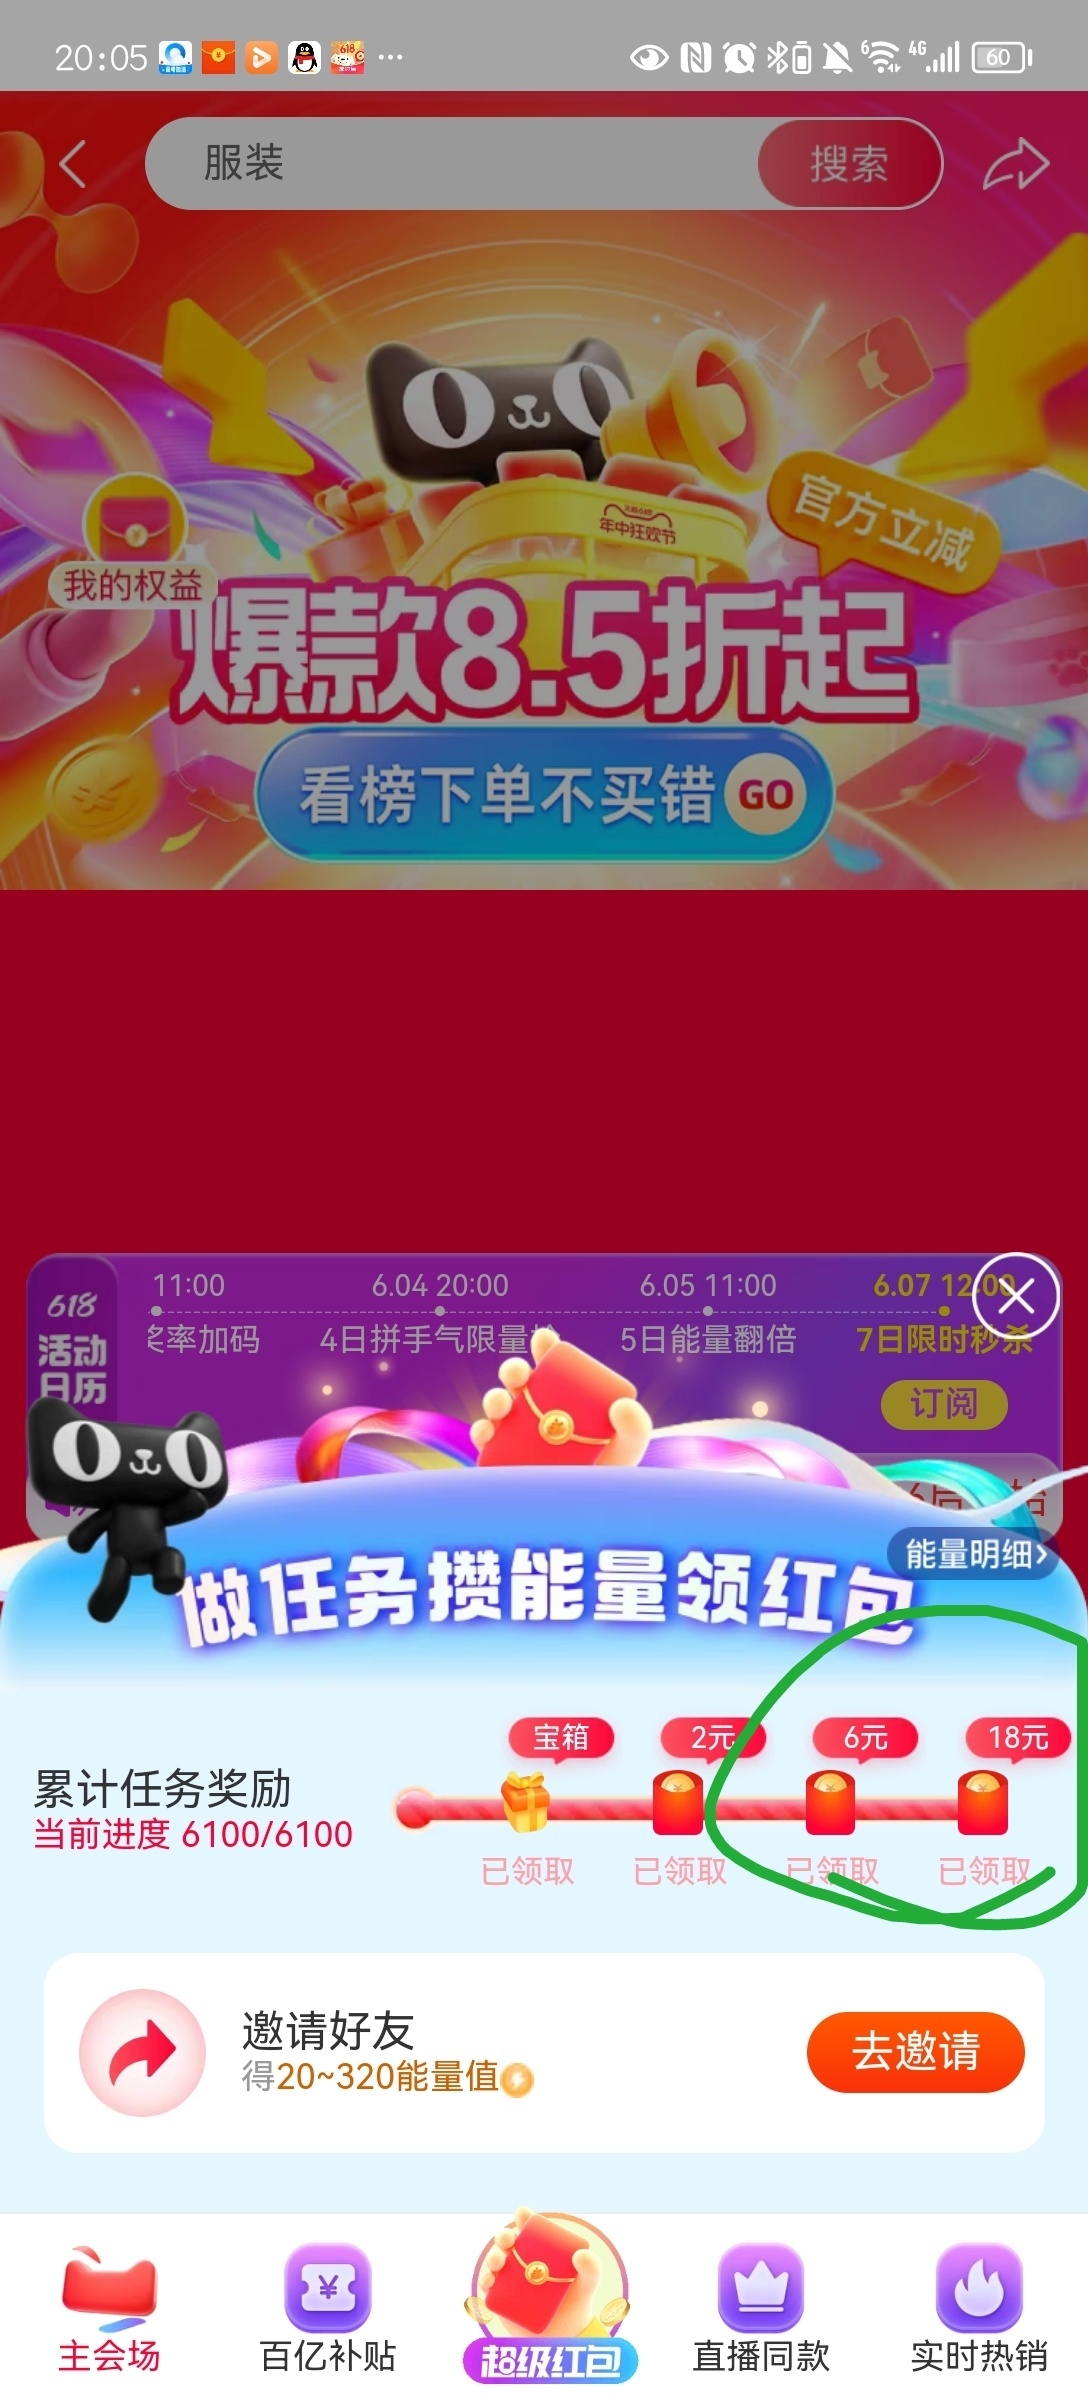 20:05
618
6
4G
60
服装
搜索
官方立减
年中狂欢节
我的权益
爆款8.5折起
看榜下单不买错 GO
618
活动
日历
11:00
6.04 20:00
6.05 11:00
6.07 12:00
奖率加码
4日拼手气限量
5日能量翻倍
7日限时秒杀
订阅
能量明细›
做任务攒能量领红包
宝箱
2元
6元
18元
累计任务奖励
当前进度 6100/6100
已领取
已领取
已领取
已领取
邀请好友
得20~320能量值
去邀请
主会场
百亿补贴
超级红包
直播同款
实时热销